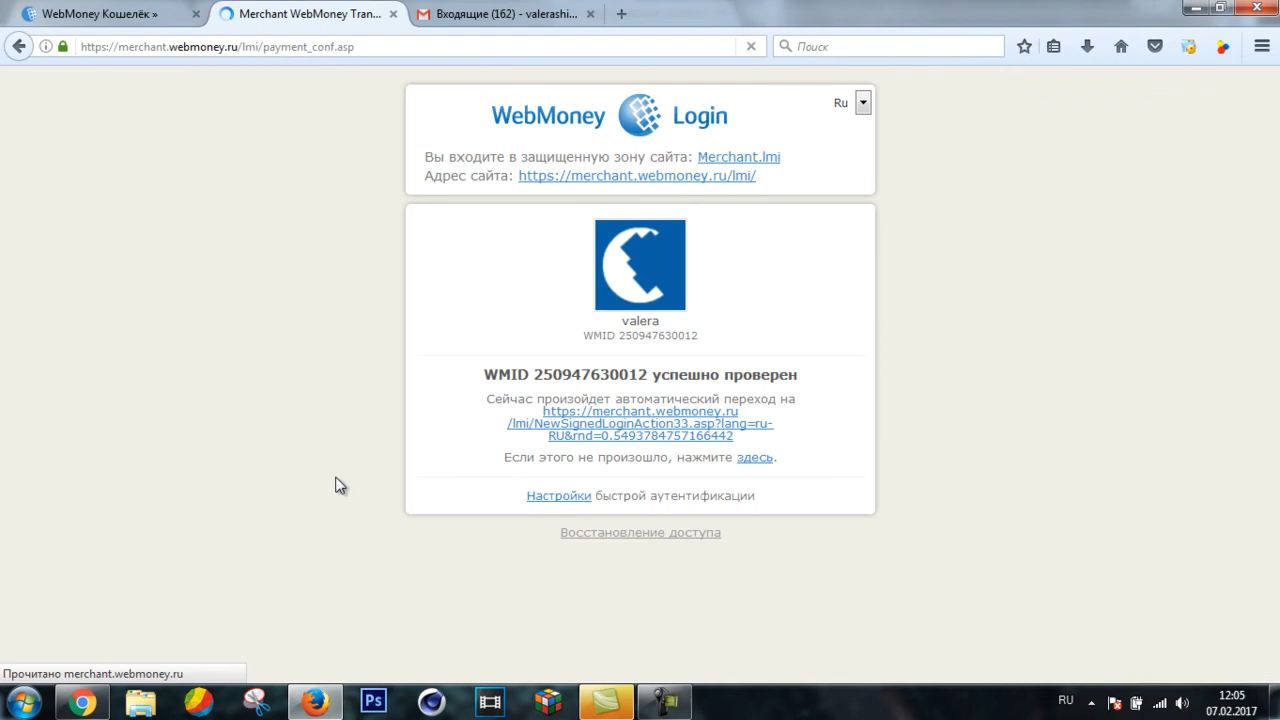 WebMoney Кошелёк »
Merchant WebMoney Tran...
Входящие (162) - valerashi...
https://merchant.webmoney.ru/lmi/payment_conf.asp
Поиск
WebMoney Login
Ru
Вы входите в защищенную зону сайта: Merchant.lmi
Адрес сайта: https://merchant.webmoney.ru/lmi/
valera
WMID 250947630012
WMID 250947630012 успешно проверен
Сейчас произойдет автоматический переход на
https://merchant.webmoney.ru
/lmi/NewSignedLoginAction33.asp?lang=ru-
RU&rnd=0.5493784757166442
Если этого не произошло, нажмите здесь.
Настройки быстрой аутентификации
Восстановление доступа
Прочитано merchant.webmoney.ru
Ps
RU
12:05
07.02.2017